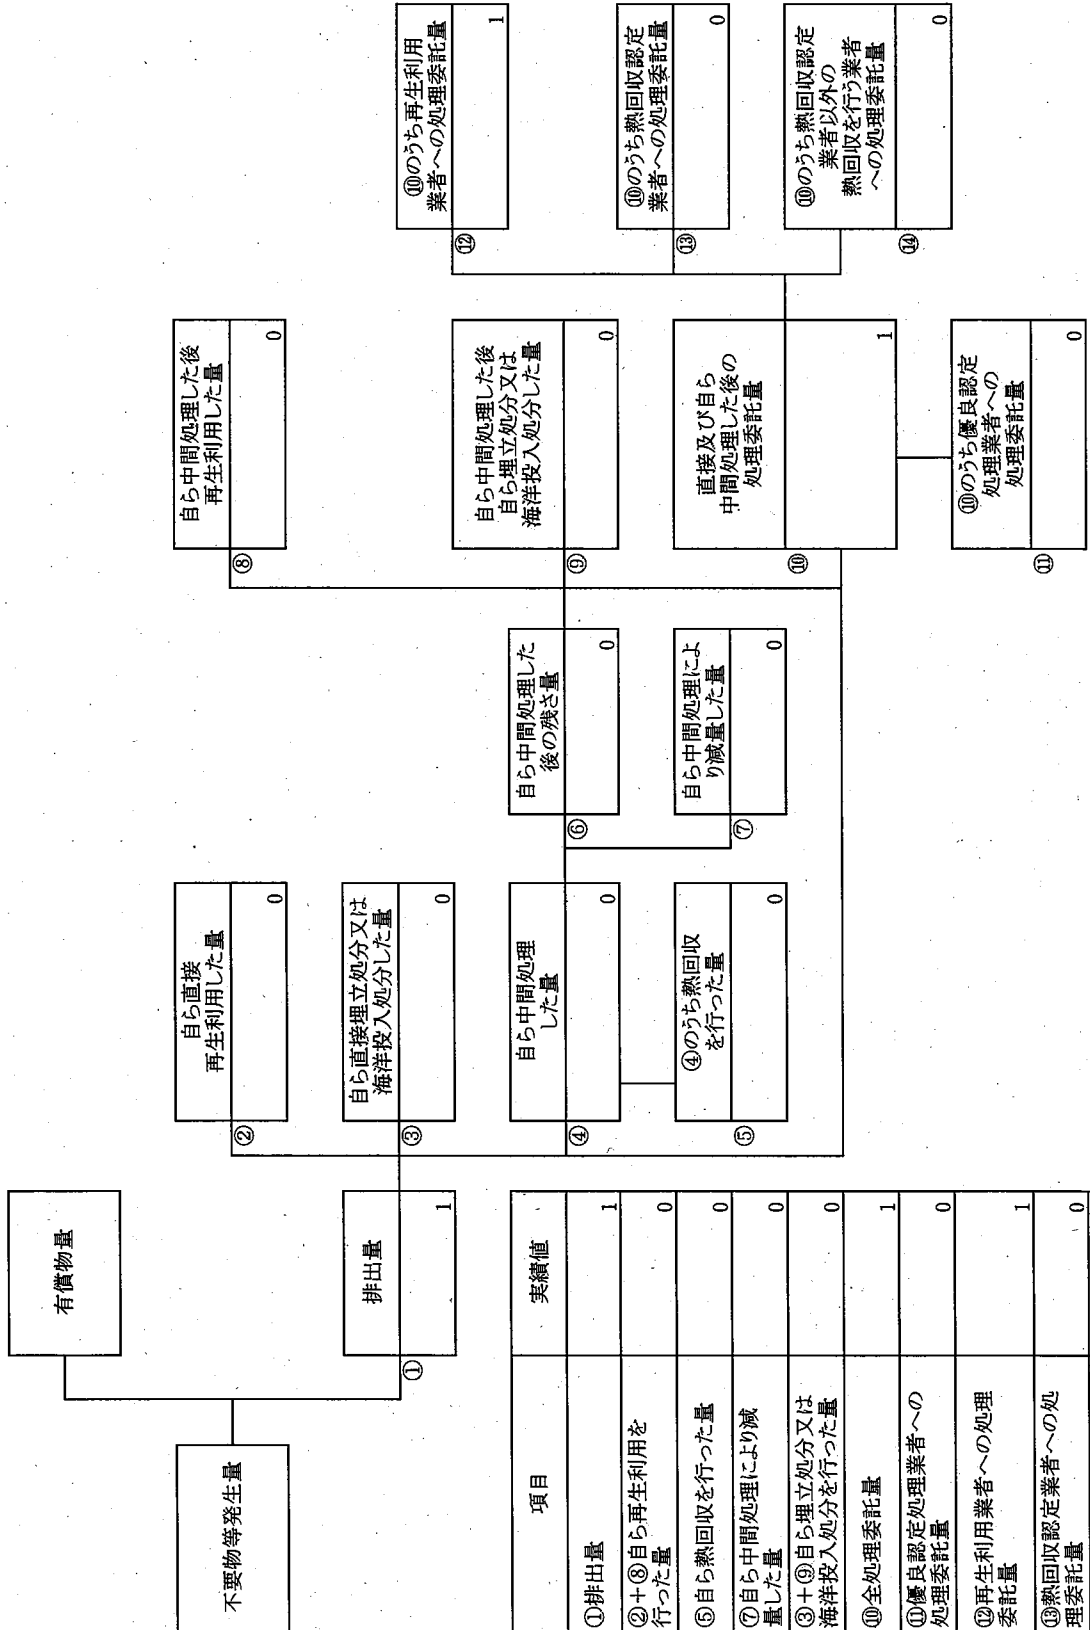 不要物等発生量
有償物量
排出量
①
1
②
自ら直接
再生利用した量
0
③
自ら直接埋立処分又は
海洋投入処分した量
0
④
自ら中間処理
した量
0
⑤
④のうち熱回収
を行った量
0
⑥
自ら中間処理した
後の残さ量
0
⑦
自ら中間処理によ
り減量した量
0
⑧
自ら中間処理した後
再生利用した量
0
⑨
自ら中間処理した後
自ら埋立処分又は
海洋投入処分した量
0
⑩
直接及び自ら
中間処理した後の
処理委託量
1
⑪
⑩のうち優良認定
処理業者への
処理委託量
0
⑫
⑩のうち再生利用
業者への処理委託量
1
⑬
⑩のうち熱回収認定
業者への処理委託量
0
⑭
⑩のうち熱回収認定
業者以外の
熱回収を行う業者
への処理委託量
0
項目 実績値
①排出量 1
②+⑧自ら再生利用を
行った量 0
⑤自ら熱回収を行った量 0
⑦自ら中間処理により減
量した量 0
③+⑨自ら埋立処分又は
海洋投入処分を行った量 0
⑩全処理委託量 1
⑪優良認定処理業者への
処理委託量 0
⑫再生利用業者への処理
委託量 1
⑬熱回収認定業者への処
理委託量 0